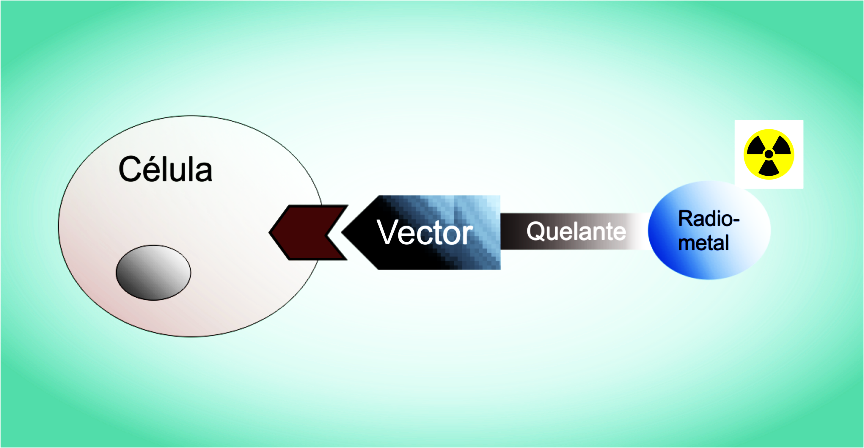 Célula
Vector
Quelante
Radio-
metal